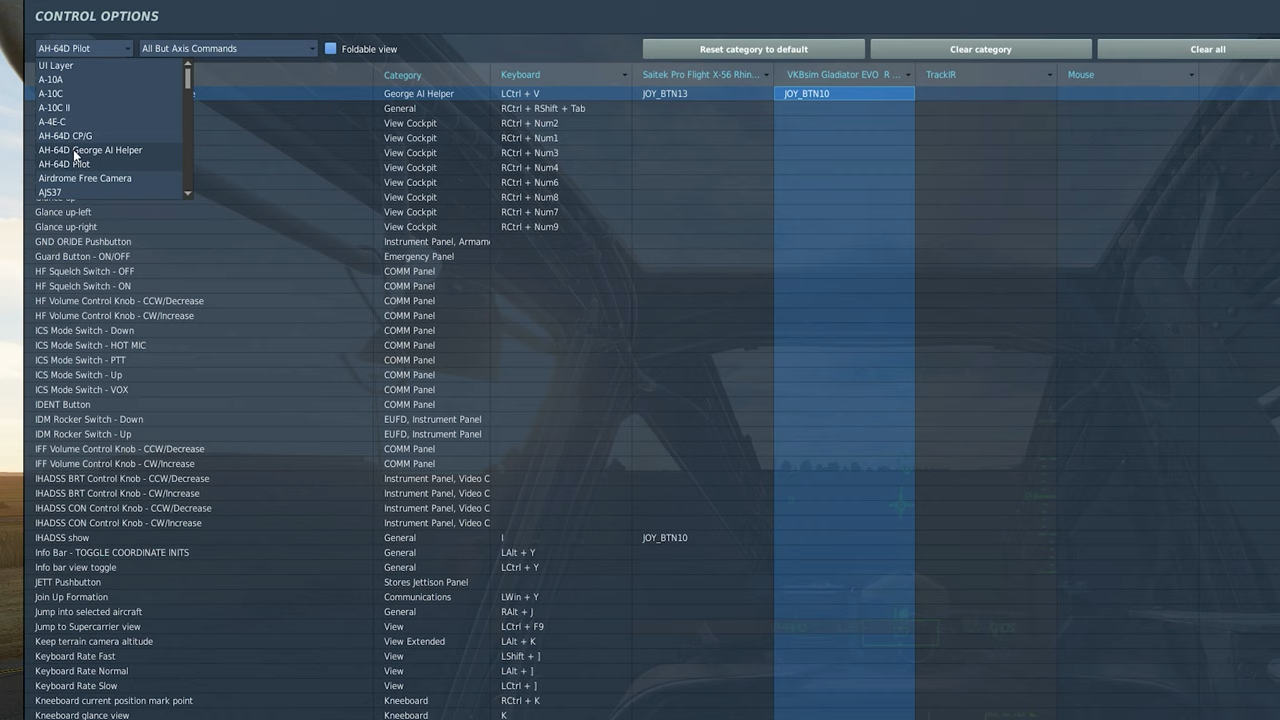 CONTROL OPTIONS
AH-64D Pilot All But Axis Commands Foldable view Reset category to default Clear category Clear all
Category Keyboard Saitek Pro Flight X-56 Rhin... VKBsim Gladiator EVO R ... TrackIR Mouse
UI Layer
A-10A
A-10C
A-10C II
A-4E-C
AH-64D CP/G
AH-64D George AI Helper
AH-64D Pilot
Airdrome Free Camera
AJS37
George AI Helper LCtrl + V JOY_BTN13 JOY_BTN10
General RCtrl + RShift + Tab
View Cockpit RCtrl + Num2
View Cockpit RCtrl + Num1
View Cockpit RCtrl + Num3
View Cockpit RCtrl + Num4
View Cockpit RCtrl + Num6
View Cockpit RCtrl + Num8
Glance up-left View Cockpit RCtrl + Num7
Glance up-right View Cockpit RCtrl + Num9
GND ORIDE Pushbutton Instrument Panel, Armame
Guard Button - ON/OFF Emergency Panel
HF Squelch Switch - OFF COMM Panel
HF Squelch Switch - ON COMM Panel
HF Volume Control Knob - CCW/Decrease COMM Panel
HF Volume Control Knob - CW/Increase COMM Panel
ICS Mode Switch - Down COMM Panel
ICS Mode Switch - HOT MIC COMM Panel
ICS Mode Switch - PTT COMM Panel
ICS Mode Switch - Up COMM Panel
ICS Mode Switch - VOX COMM Panel
IDENT Button COMM Panel
IDM Rocker Switch - Down EUFD, Instrument Panel
IDM Rocker Switch - Up EUFD, Instrument Panel
IFF Volume Control Knob - CCW/Decrease COMM Panel
IFF Volume Control Knob - CW/Increase COMM Panel
IHADSS BRT Control Knob - CCW/Decrease Instrument Panel, Video C
IHADSS BRT Control Knob - CW/Increase Instrument Panel, Video C
IHADSS CON Control Knob - CCW/Decrease Instrument Panel, Video C
IHADSS CON Control Knob - CW/Increase Instrument Panel, Video C
IHADSS show General I JOY_BTN10
Info Bar - TOGGLE COORDINATE INITS General LAlt + Y
Info bar view toggle General LCtrl + Y
JETT Pushbutton Stores Jettison Panel
Join Up Formation Communications LWin + Y
Jump into selected aircraft General RAlt + J
Jump to Supercarrier view View LCtrl + F9
Keep terrain camera altitude View Extended LAlt + K
Keyboard Rate Fast View LShift + ]
Keyboard Rate Normal View LAlt + ]
Keyboard Rate Slow View LCtrl + ]
Kneeboard current position mark point Kneeboard RCtrl + K
Kneeboard glance view Kneeboard K